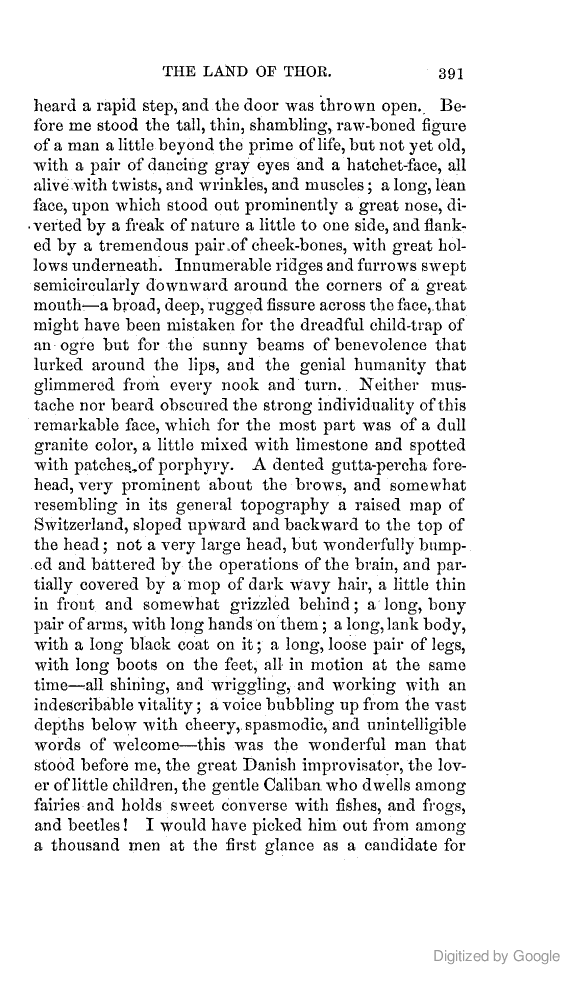 THE LAND OF THOR. 391
heard a rapid step, and the door was thrown open. Be-
fore me stood the tall, thin, shambling, raw-boned figure
of a man a little beyond the prime of life, but not yet old,
with a pair of dancing gray eyes and a hatchet-face, all
alive with twists, and wrinkles, and muscles; a long, lean
face, upon which stood out prominently a great nose, di-
verted by a freak of nature a little to one side, and flank-
ed by a tremendous pair of cheek-bones, with great hol-
lows underneath. Innumerable ridges and furrows swept
semicircularly downward around the corners of a great
mouth—a broad, deep, rugged fissure across the face, that
might have been mistaken for the dreadful child-trap of
an ogre but for the sunny beams of benevolence that
lurked around the lips, and the genial humanity that
glimmered from every nook and turn. Neither mus-
tache nor beard obscured the strong individuality of this
remarkable face, which for the most part was of a dull
granite color, a little mixed with limestone and spotted
with patches of porphyry. A dented gutta-percha fore-
head, very prominent about the brows, and somewhat
resembling in its general topography a raised map of
Switzerland, sloped upward and backward to the top of
the head; not a very large head, but wonderfully bump-
ed and battered by the operations of the brain, and par-
tially covered by a mop of dark wavy hair, a little thin
in front and somewhat grizzled behind; a long, bony
pair of arms, with long hands on them; a long, lank body,
with a long black coat on it; a long, loose pair of legs,
with long boots on the feet, all in motion at the same
time—all shining, and wriggling, and working with an
indescribable vitality; a voice bubbling up from the vast
depths below with cheery, spasmodic, and unintelligible
words of welcome—this was the wonderful man that
stood before me, the great Danish improvisator, the lov-
er of little children, the gentle Caliban who dwells among
fairies and holds sweet converse with fishes, and frogs,
and beetles! I would have picked him out from among
a thousand men at the first glance as a candidate for
Digitized by Google